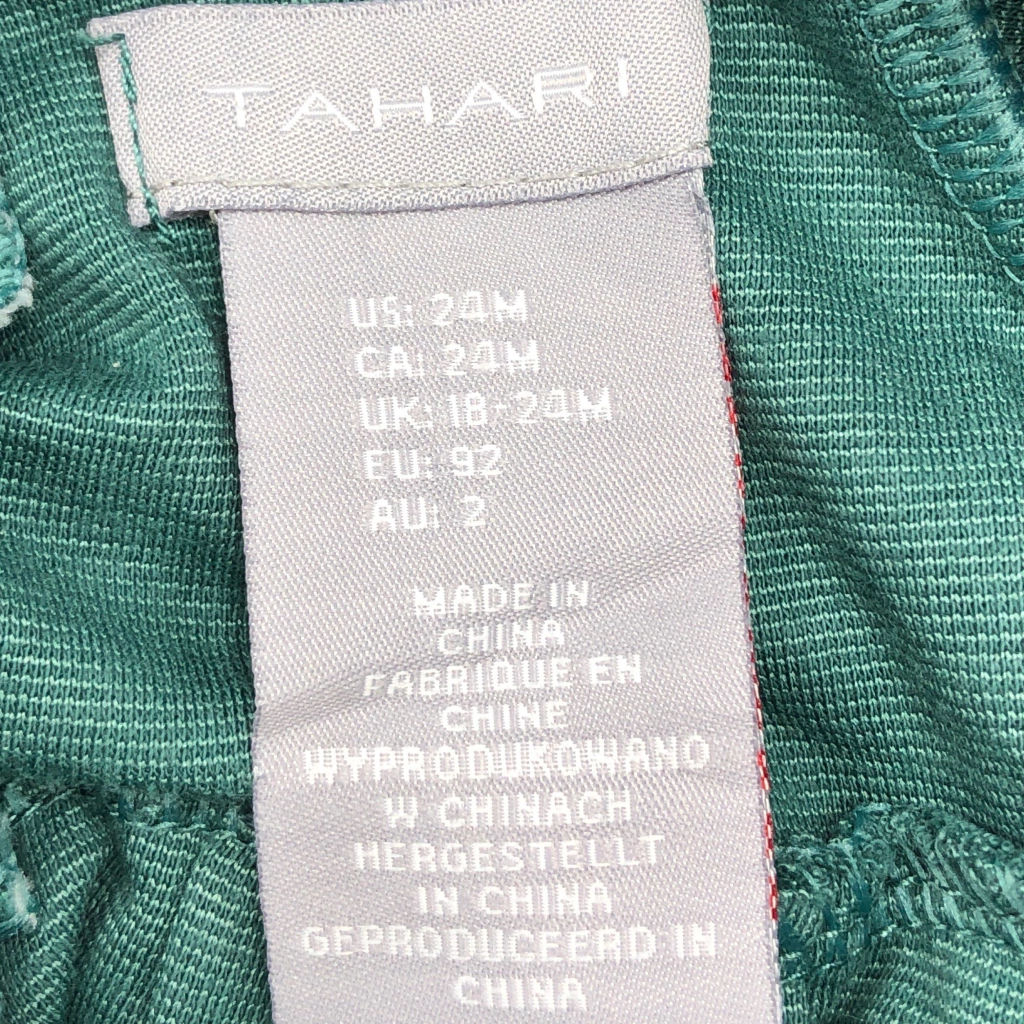 TAHARI
US: 24M
CA: 24M
UK: 18-24M
EU: 92
AU: 2
MADE IN
CHINA
FABRIQUE EN
CHINE
WYPRODUKOWANO
W CHINACH
HERGESTELLT
IN CHINA
GEPRODUCEERD IN
CHINA